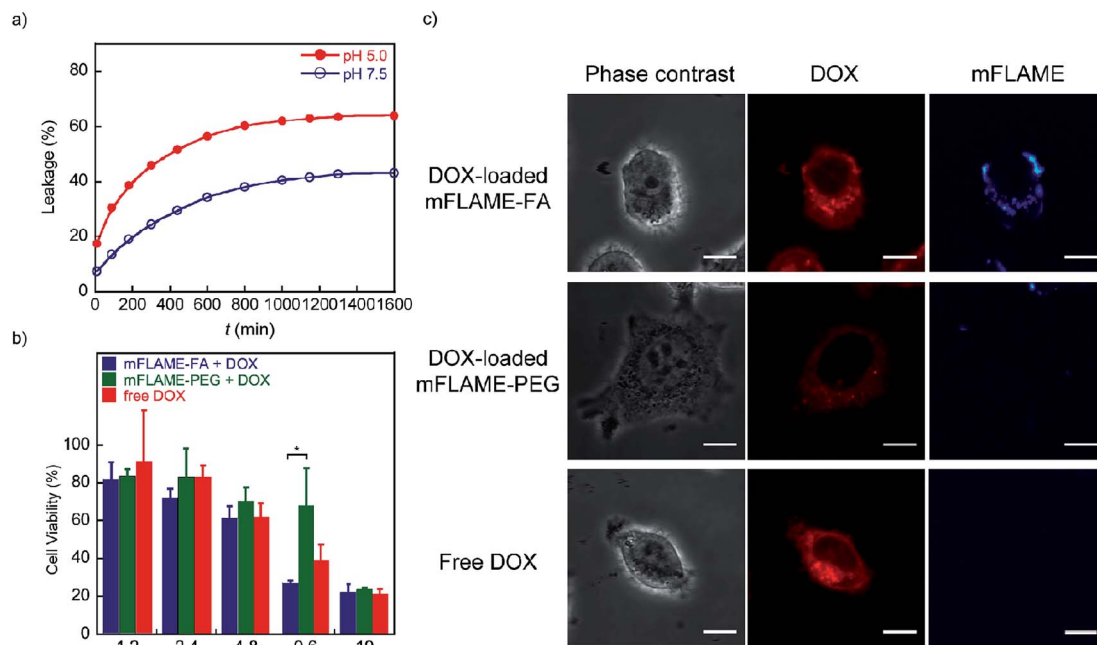 a)
pH 5.0
pH 7.5
80
60
40
20
0
Leakage (%)
0 200 400 600 800 1000 1200 1400 1600
t (min)
b)
mFLAME-FA + DOX
mFLAME-PEG + DOX
free DOX
*
100
80
60
40
20
0
Cell Viability (%)
c)
Phase contrast DOX mFLAME
DOX-loaded
mFLAME-FA
DOX-loaded
mFLAME-PEG
Free DOX